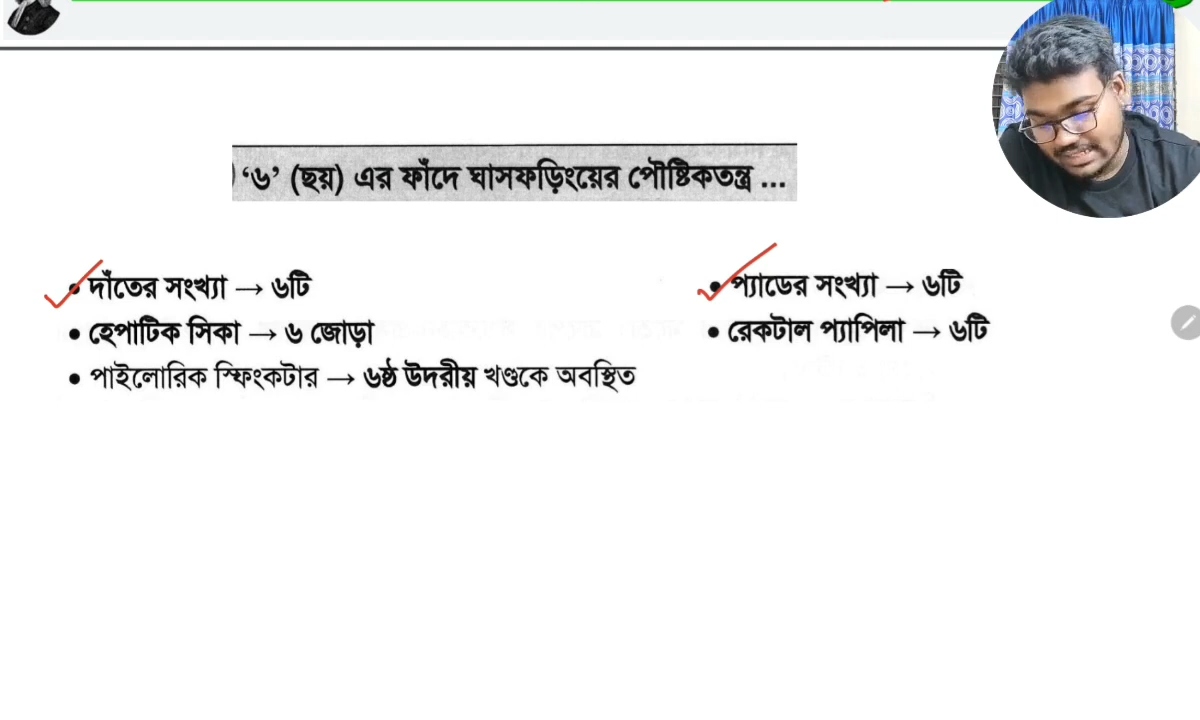 ‘৬’ (ছয়) এর ফাঁদে ঘাসফড়িংয়ের পৌষ্টিকতন্ত্র ...
• দাঁতের সংখ্যা → ৬টি
• প্যাডের সংখ্যা → ৬টি
• হেপাটিক সিকা → ৬ জোড়া
• রেকটাল প্যাপিলা → ৬টি
• পাইলোরিক স্ফিংকটার → ৬ষ্ঠ উদরীয় খণ্ডকে অবস্থিত